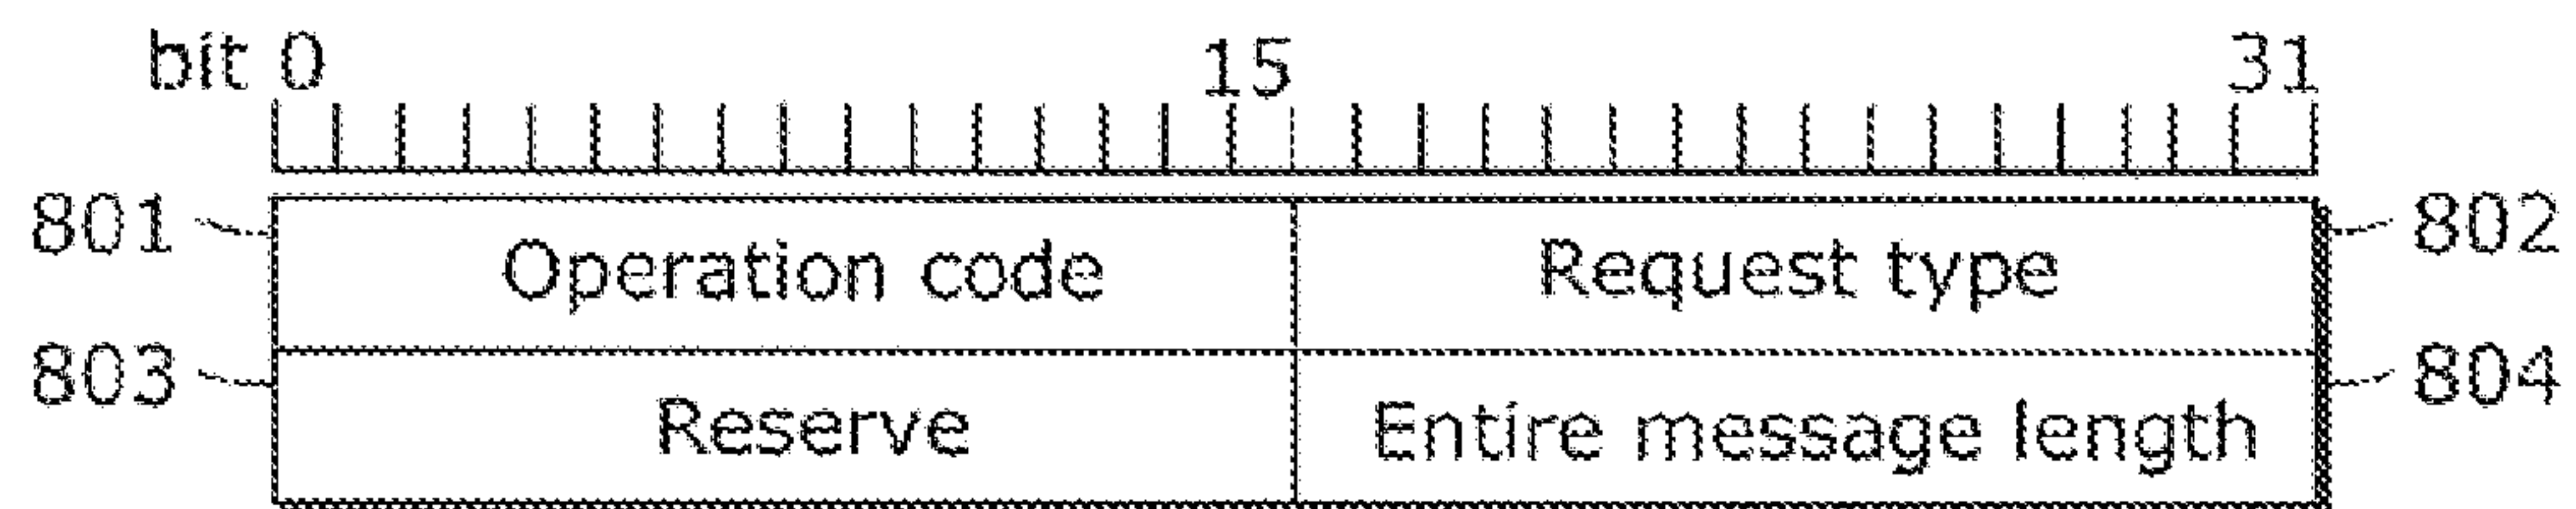 bit 0 15 31
801 Operation code Request type 802
803 Reserve Entire message length 804